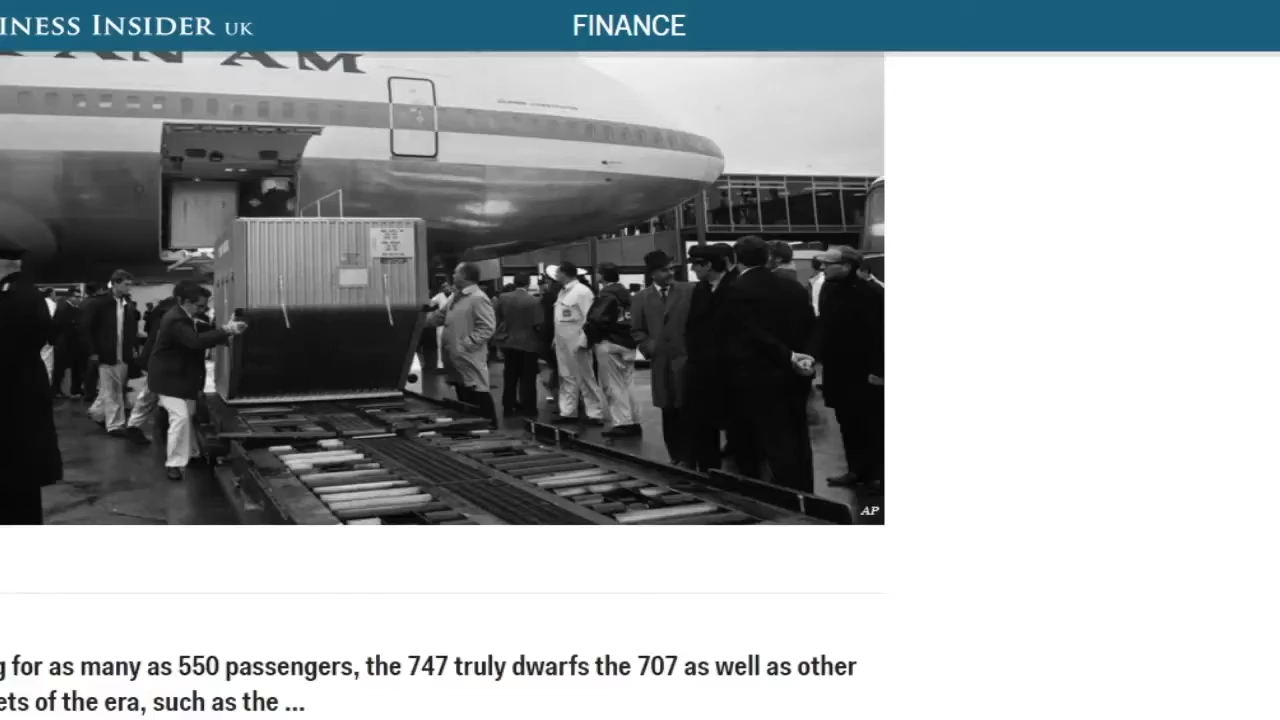 INESS INSIDER UK
FINANCE
PAN AM
AP
g for as many as 550 passengers, the 747 truly dwarfs the 707 as well as other
ets of the era, such as the ...